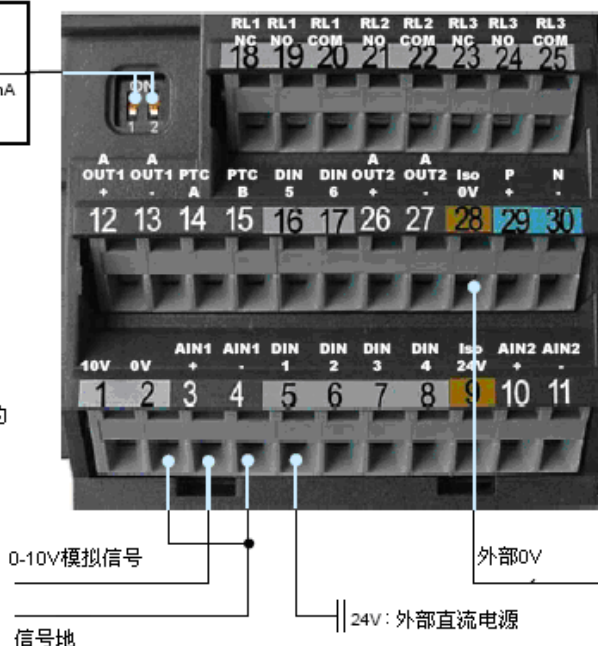 RL1 RL1 RL1 RL2 RL2 RL3 RL3 RL3
NC NO COM NO COM NC NO COM
18 19 20 21 22 23 24 25
mA
ON
1 2
A A A A
OUT1 OUT1 PTC PTC DIN DIN OUT2 OUT2 Iso P N
+ - A B 5 6 + - 0V + -
12 13 14 15 16 17 26 27 28 29 30
AIN1 AIN1 DIN DIN DIN DIN Iso AIN2 AIN2
10V 0V + - 1 2 3 4 24V + -
1 2 3 4 5 6 7 8 9 10 11
的
0-10V模拟信号
外部0V
24V：外部直流电源
信号地